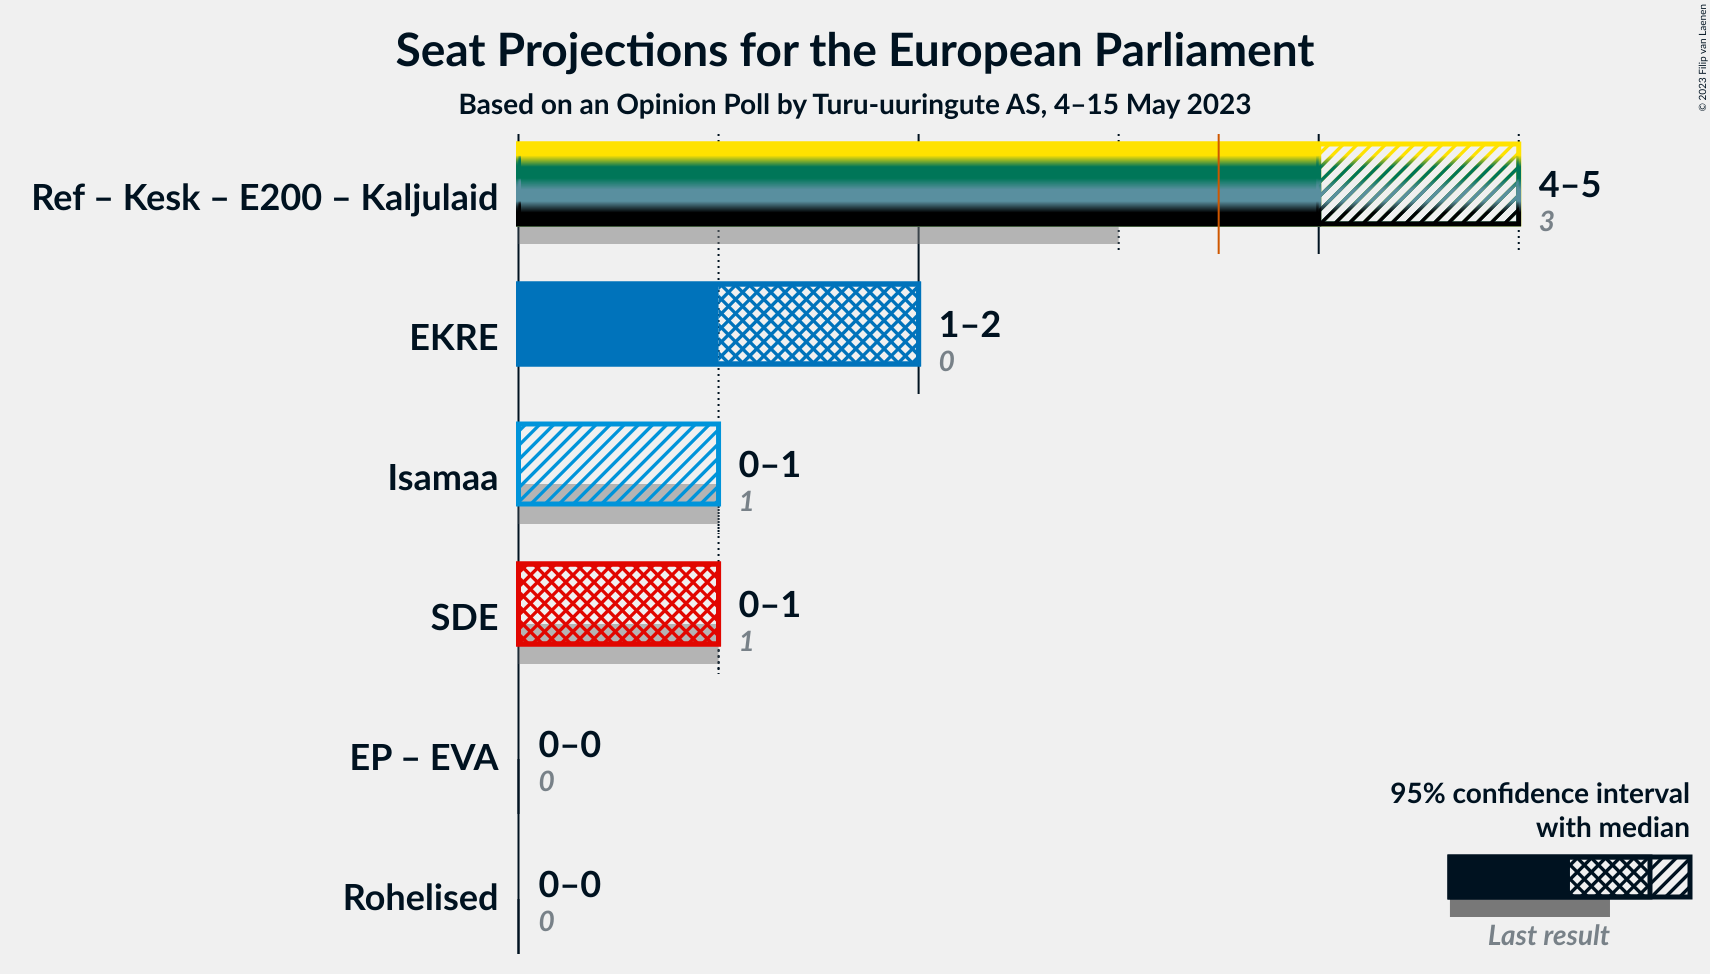 Seat Projections for the European Parliament
Based on an Opinion Poll by Turu-uuringute AS, 4–15 May 2023
© 2023 Filip van Laenen
Ref – Kesk – E200 – Kaljulaid
4–5
3
EKRE
1–2
0
Isamaa
0–1
1
SDE
0–1
1
EP – EVA
0–0
0
Rohelised
0–0
0
95% confidence interval
with median
Last result